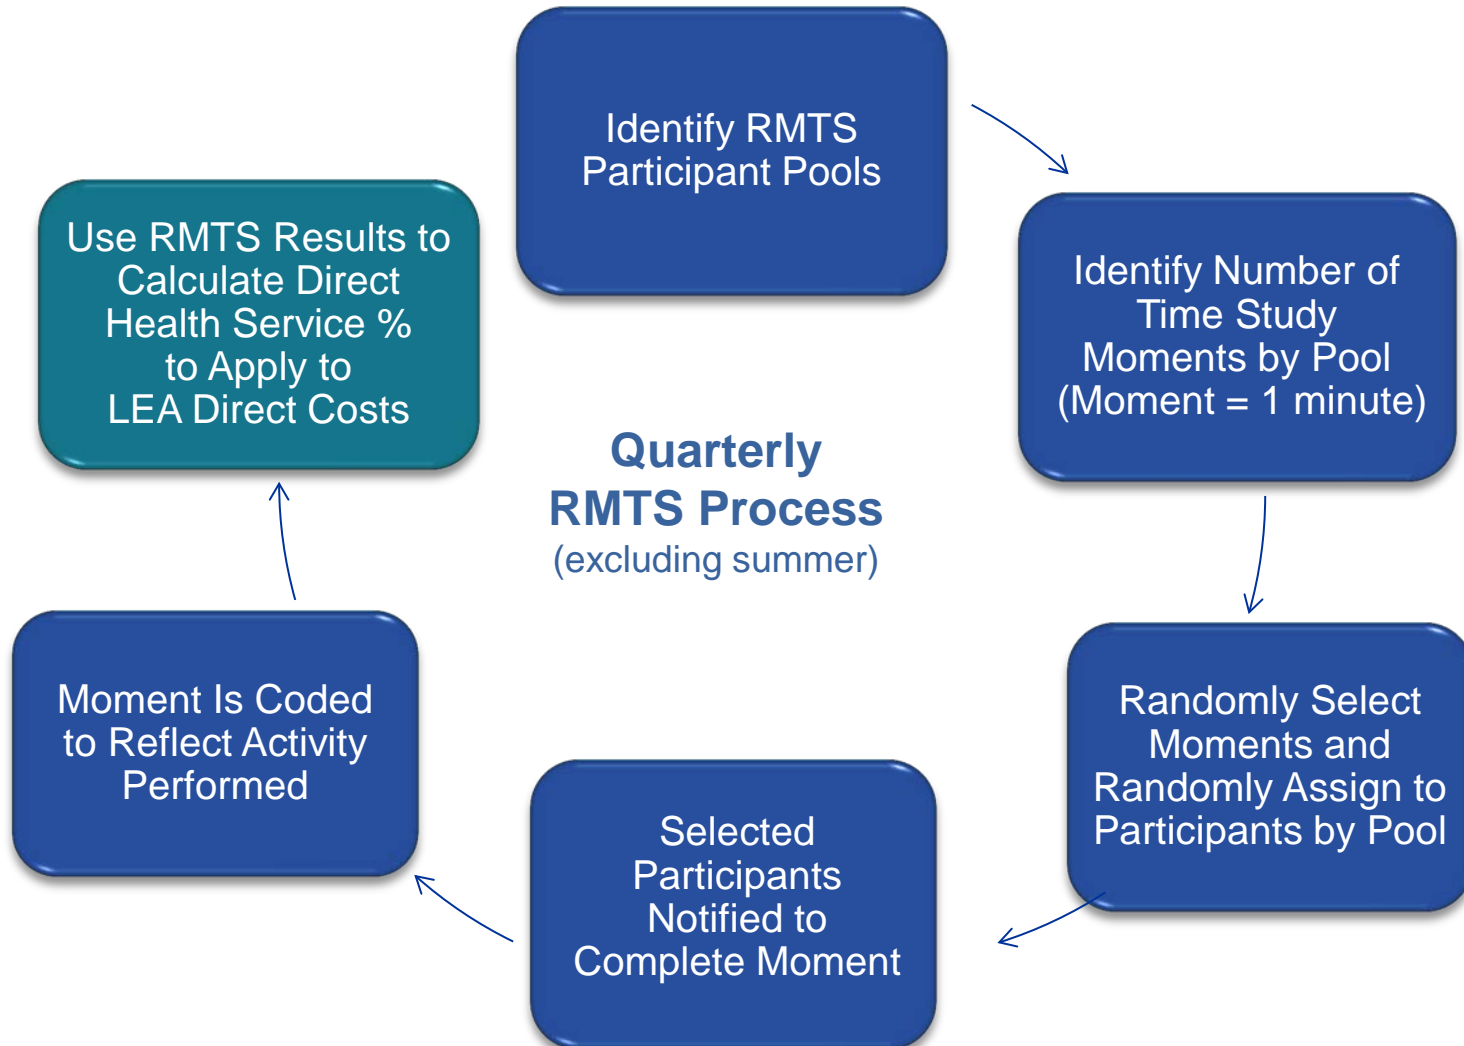 Identify RMTS
Participant Pools
Identify Number of
Time Study
Moments by Pool
(Moment = 1 minute)
Randomly Select
Moments and
Randomly Assign to
Participants by Pool
Selected
Participants
Notified to
Complete Moment
Moment Is Coded
to Reflect Activity
Performed
Use RMTS Results to
Calculate Direct
Health Service %
to Apply to
LEA Direct Costs
Quarterly
RMTS Process
(excluding summer)